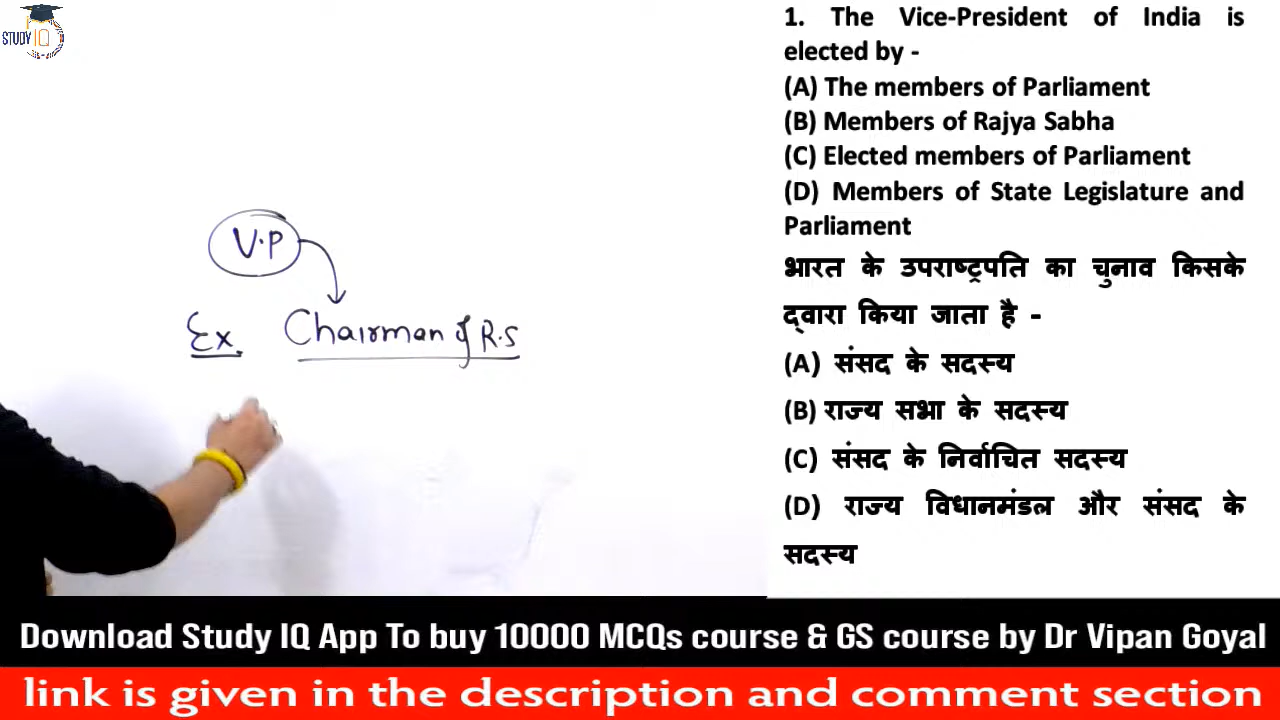 STUDY IQ
V.P
Ex. Chairman of R.S
1. The Vice-President of India is
elected by -
(A) The members of Parliament
(B) Members of Rajya Sabha
(C) Elected members of Parliament
(D) Members of State Legislature and
Parliament
भारत के उपराष्ट्रपति का चुनाव किसके
द्वारा किया जाता है -
(A) संसद के सदस्य
(B) राज्य सभा के सदस्य
(C) संसद के निर्वाचित सदस्य
(D) राज्य विधानमंडल और संसद के
सदस्य
Download Study IQ App To buy 10000 MCQs course & GS course by Dr Vipan Goyal
link is given in the description and comment section